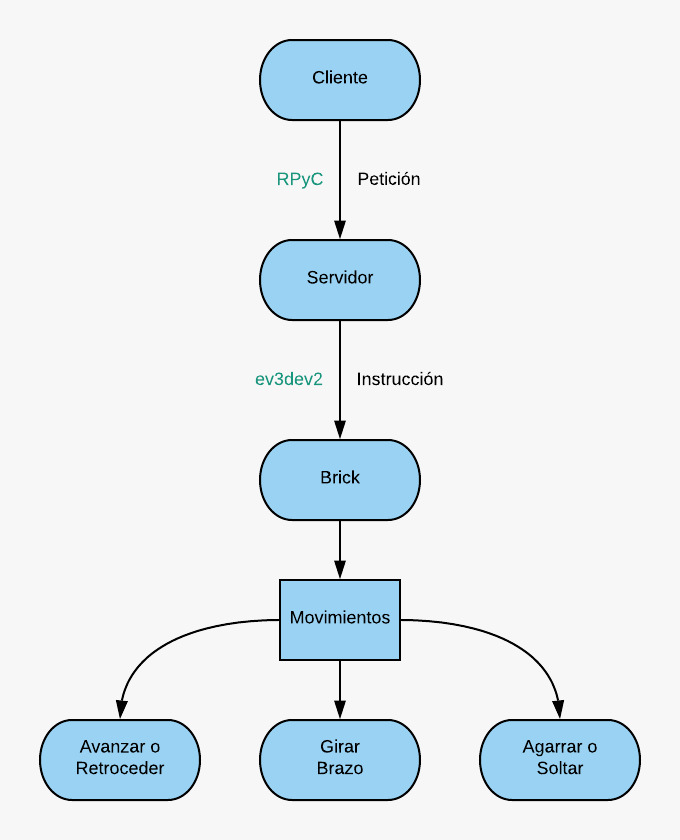 Cliente
RPyC Petición
Servidor
ev3dev2 Instrucción
Brick
Movimientos
Avanzar o
Retroceder
Girar
Brazo
Agarrar o
Soltar